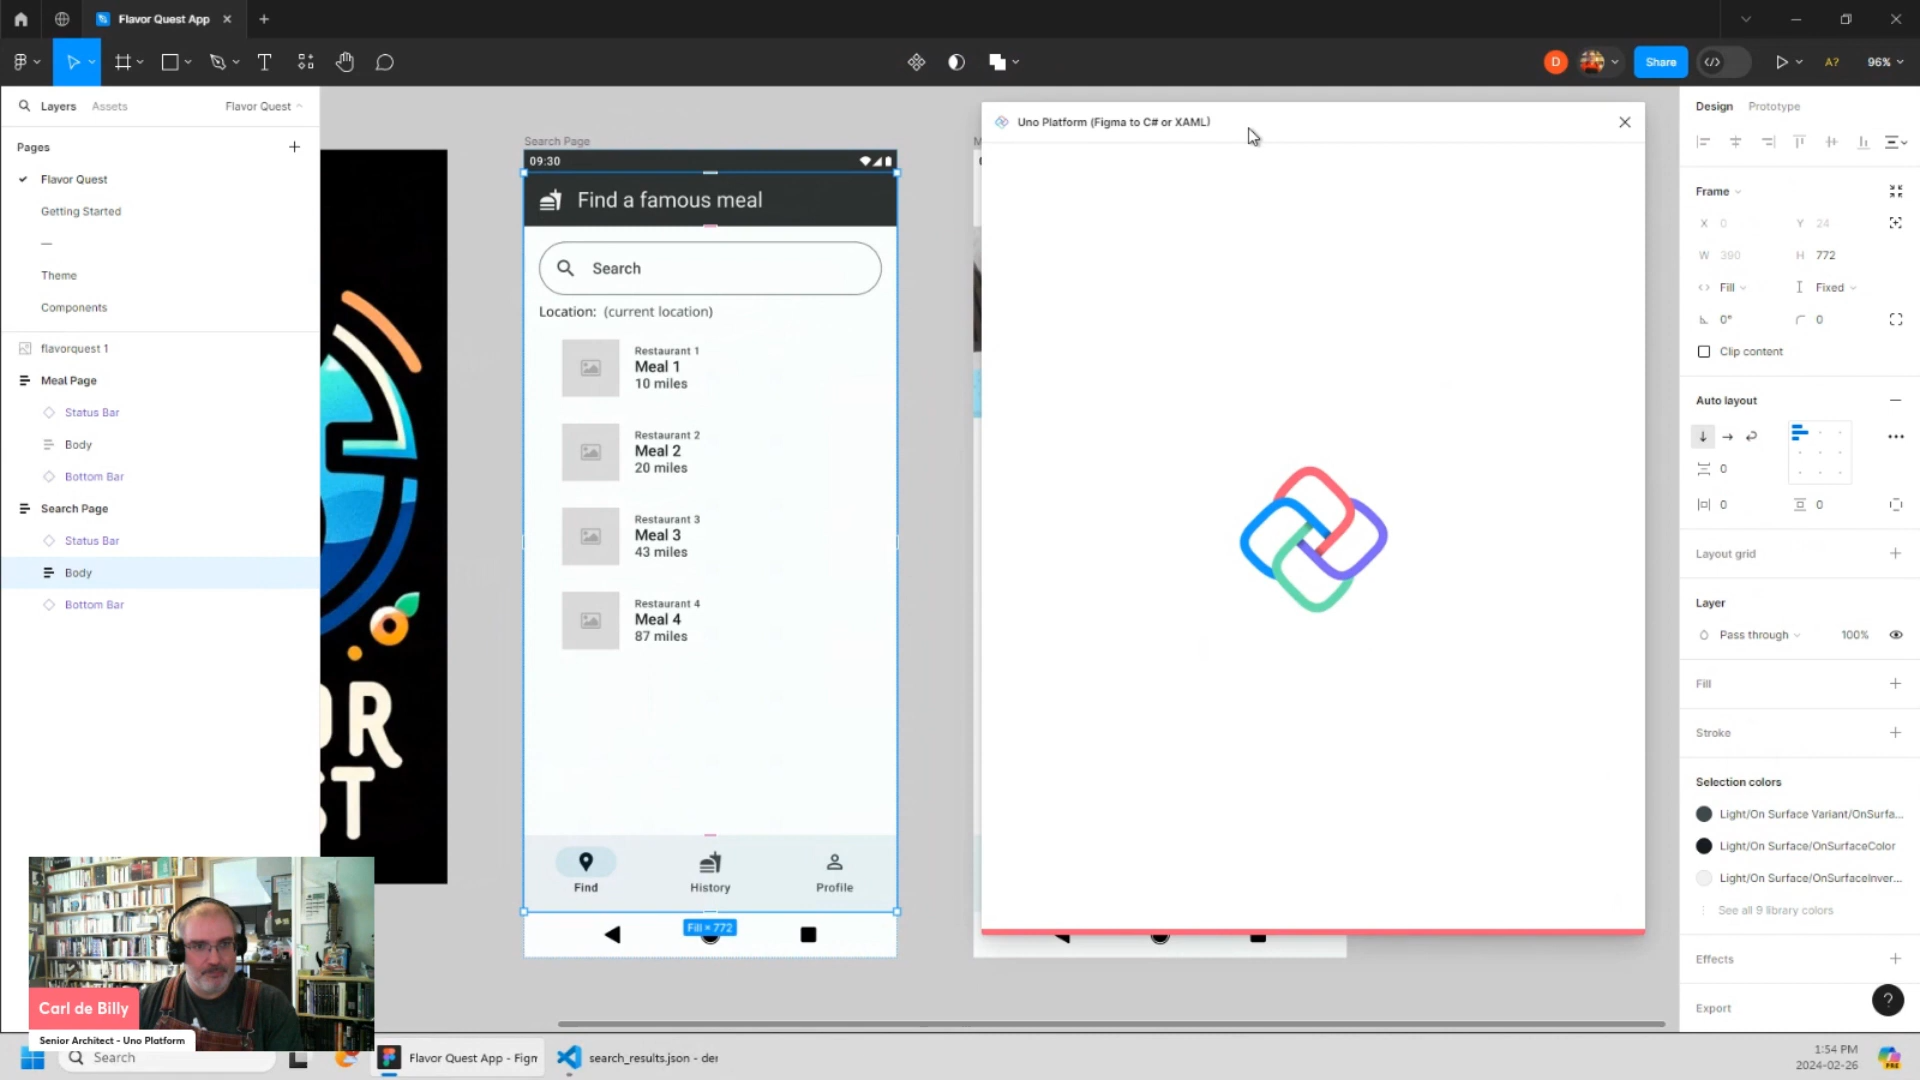 Flavor Quest App
Share
A?
96%
Layers
Assets
Flavor Quest
Pages
Flavor Quest
Getting Started
—
Theme
Components
flavorquest 1
Meal Page
Status Bar
Body
Bottom Bar
Search Page
Status Bar
Body
Bottom Bar
OR
ST
Search Page
09:30
Find a famous meal
Search
Location: (current location)
Restaurant 1
Meal 1
10 miles
Restaurant 2
Meal 2
20 miles
Restaurant 3
Meal 3
43 miles
Restaurant 4
Meal 4
87 miles
Find
History
Profile
Fill × 772
M
Uno Platform (Figma to C# or XAML)
D
Design
Prototype
Frame
X 0
Y 24
W 390
H 772
Fill
Fixed
0°
0
Clip content
Auto layout
0
0
0
Layout grid
Layer
Pass through
100%
Fill
Stroke
Selection colors
Light/On Surface Variant/OnSurfa...
Light/On Surface/OnSurfaceColor
Light/On Surface/OnSurfaceInver...
See all 9 library colors
Effects
Export
?
Carl de Billy
Senior Architect - Uno Platform
Search
Flavor Quest App - Figm
search_results.json - der
1:54 PM
2024-02-26
PRE